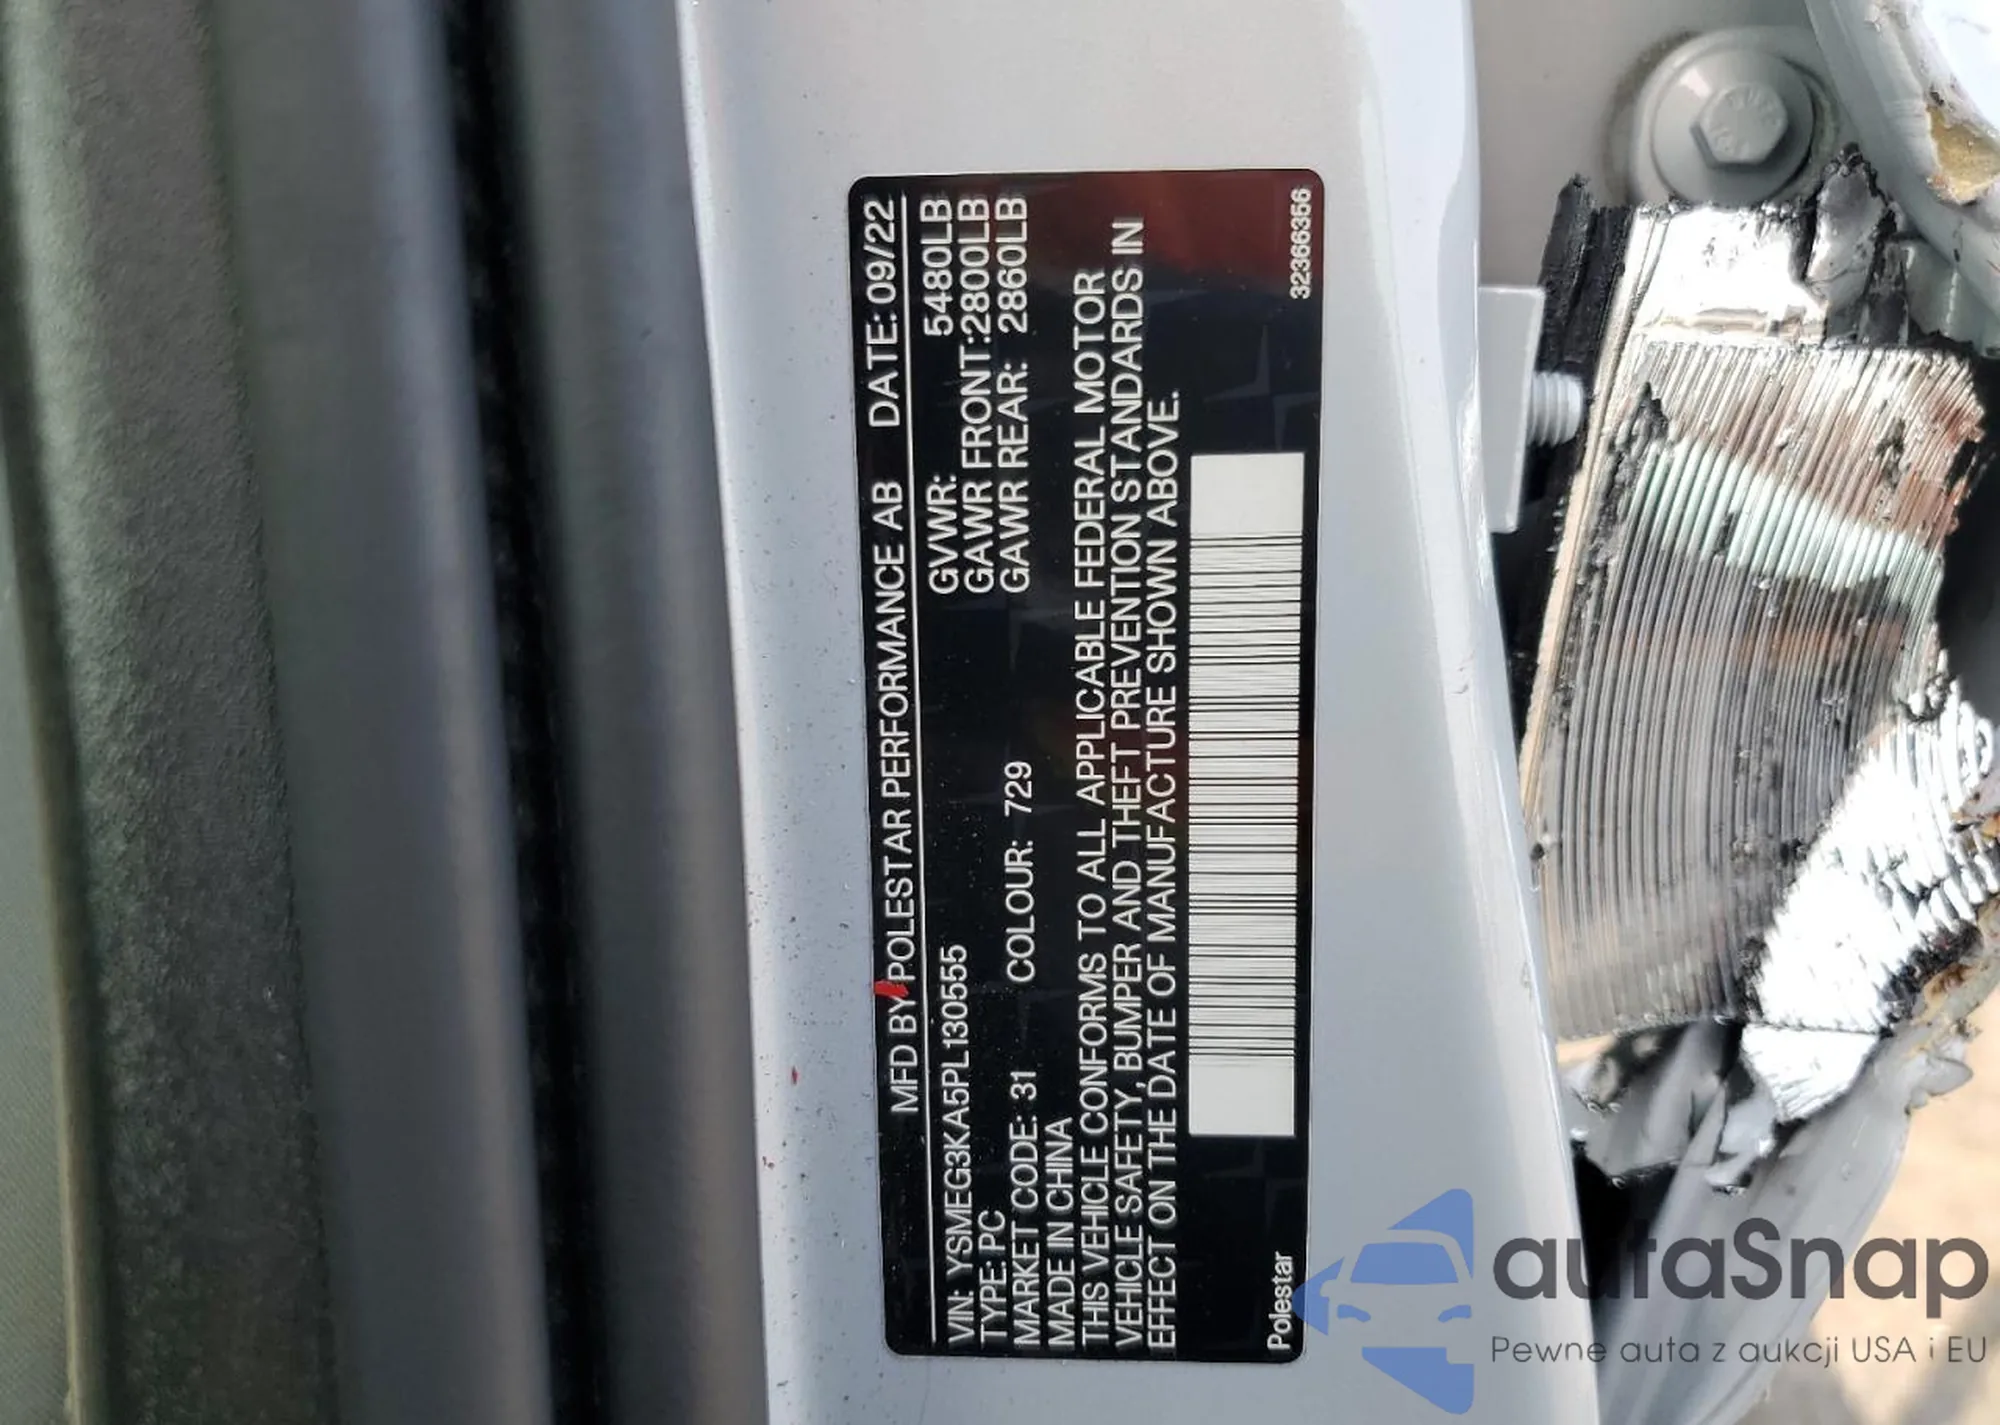 MFD BY POLESTAR PERFORMANCE AB DATE: 09/22
VIN: YSMEG3KA5PL130555 GVWR: 5480LB
TYPE: PC GAWR FRONT: 2800LB
MARKET CODE: 31 COLOUR: 729 GAWR REAR: 2860LB
MADE IN CHINA
THIS VEHICLE CONFORMS TO ALL APPLICABLE FEDERAL MOTOR
VEHICLE SAFETY, BUMPER AND THEFT PREVENTION STANDARDS IN
EFFECT ON THE DATE OF MANUFACTURE SHOWN ABOVE.
Polestar 32366356
autaSnap
Pewne auta z aukcji USA i EU